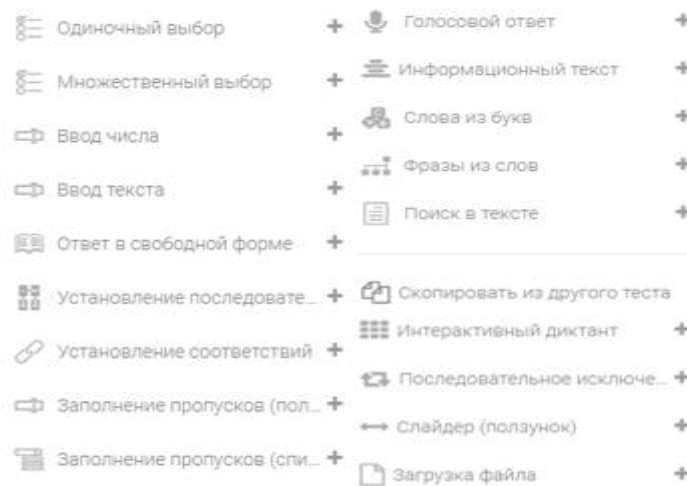 Одиночный выбор
Множественный выбор
Ввод числа
Ввод текста
Ответ в свободной форме
Установление последовате...
Установление соответствий
Заполнение пропусков (пол...
Заполнение пропусков (спи...
Голосовой ответ
Информационный текст
Слова из букв
Фразы из слов
Поиск в тексте
Скопировать из другого теста
Интерактивный диктант
Последовательное исключе...
Слайдер (ползунок)
Загрузка файла